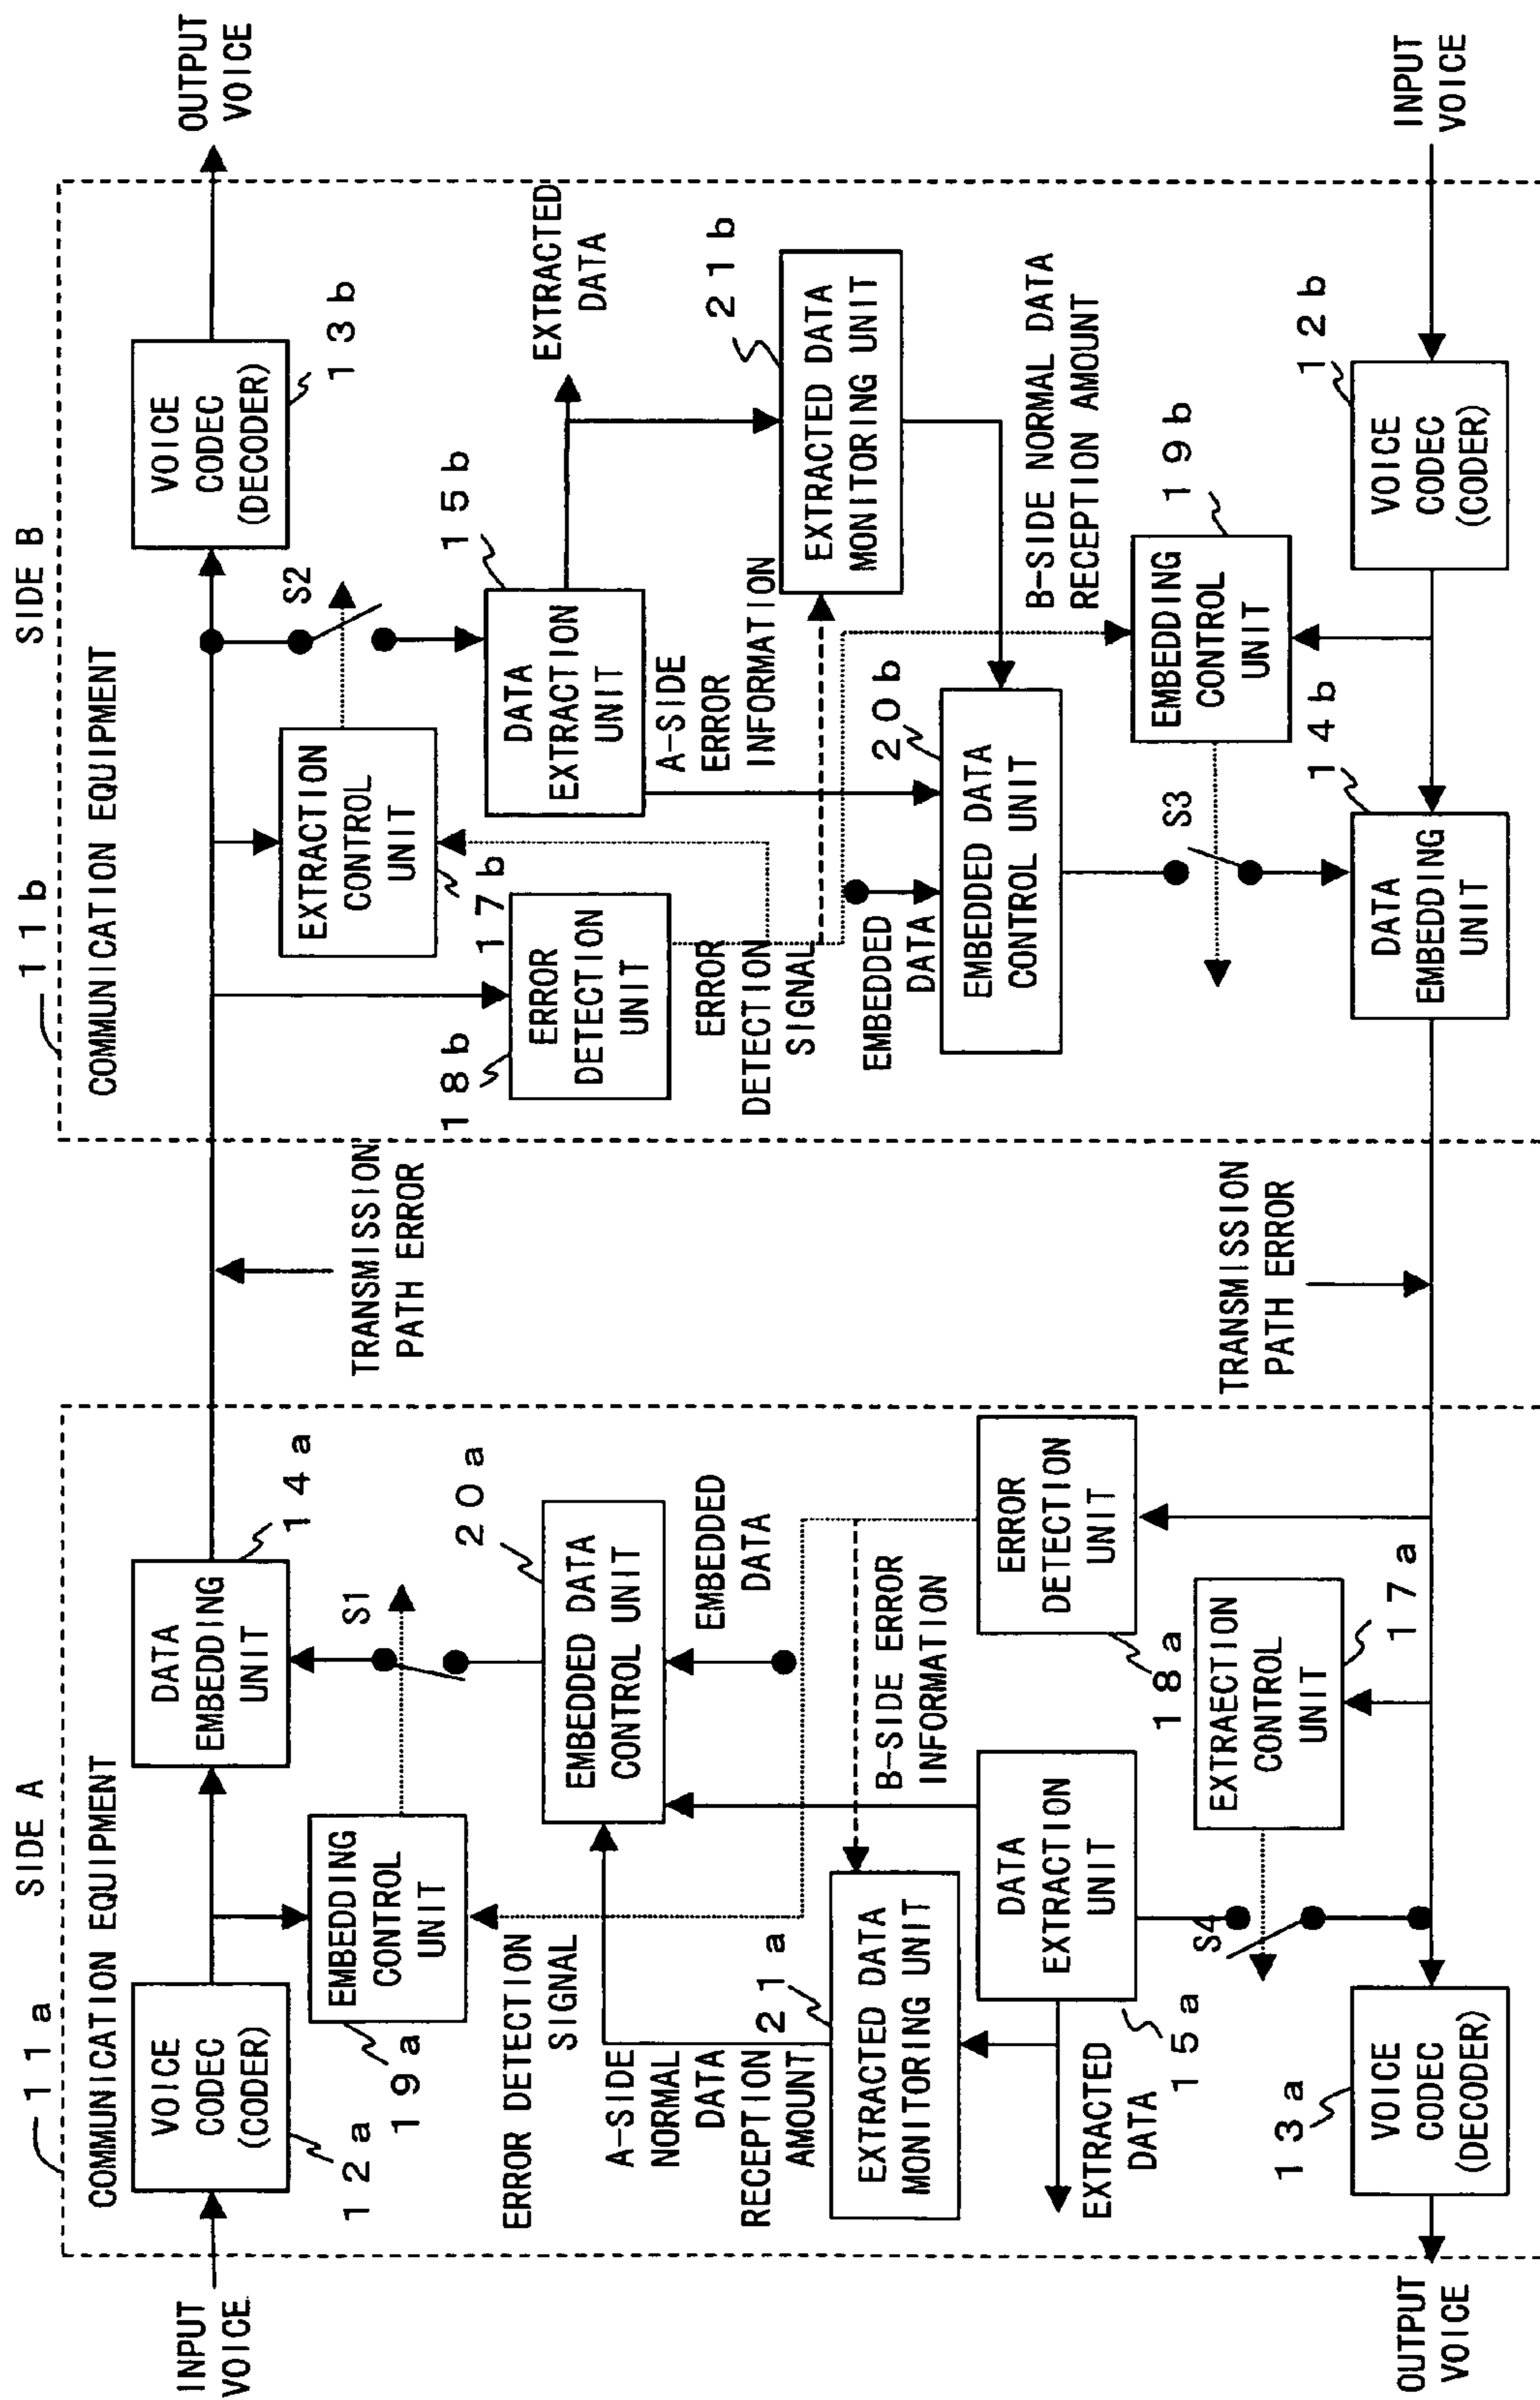 11a
SIDE A
COMMUNICATION EQUIPMENT
INPUT
VOICE
VOICE
CODEC
(CODER)
12a
DATA
EMBEDDING
UNIT
14a
EMBEDDING
CONTROL
UNIT
19a
S1
ERROR DETECTION
SIGNAL
EMBEDDED DATA
CONTROL UNIT
20a
EMBEDDED
DATA
A-SIDE
NORMAL
DATA
RECEPTION
AMOUNT
21a
EXTRACTED DATA
MONITORING UNIT
B-SIDE ERROR
INFORMATION
DATA
EXTRACTION
UNIT
15a
EXTRACTED
DATA
ERROR
DETECTION
UNIT
18a
EXTRAECTION
CONTROL
UNIT
17a
S4
13a
VOICE
CODEC
(DECODER)
OUTPUT
VOICE
TRANSMISSION
PATH ERROR
TRANSMISSION
PATH ERROR
11b
SIDE B
COMMUNICATION EQUIPMENT
VOICE
CODEC
(DECODER)
13b
OUTPUT
VOICE
EXTRACTION
CONTROL
UNIT
17b
S2
18b
ERROR
DETECTION
UNIT
DATA
EXTRACTION
UNIT
15b
EXTRACTED
DATA
ERROR
DETECTION
SIGNAL
A-SIDE
ERROR
INFORMATION
21b
EXTRACTED DATA
MONITORING UNIT
EMBEDDED
DATA
EMBEDDED DATA
CONTROL UNIT
20b
B-SIDE NORMAL DATA
RECEPTION AMOUNT
EMBEDDING
CONTROL
UNIT
19b
S3
DATA
EMBEDDING
UNIT
14b
VOICE
CODEC
(CODER)
12b
INPUT
VOICE